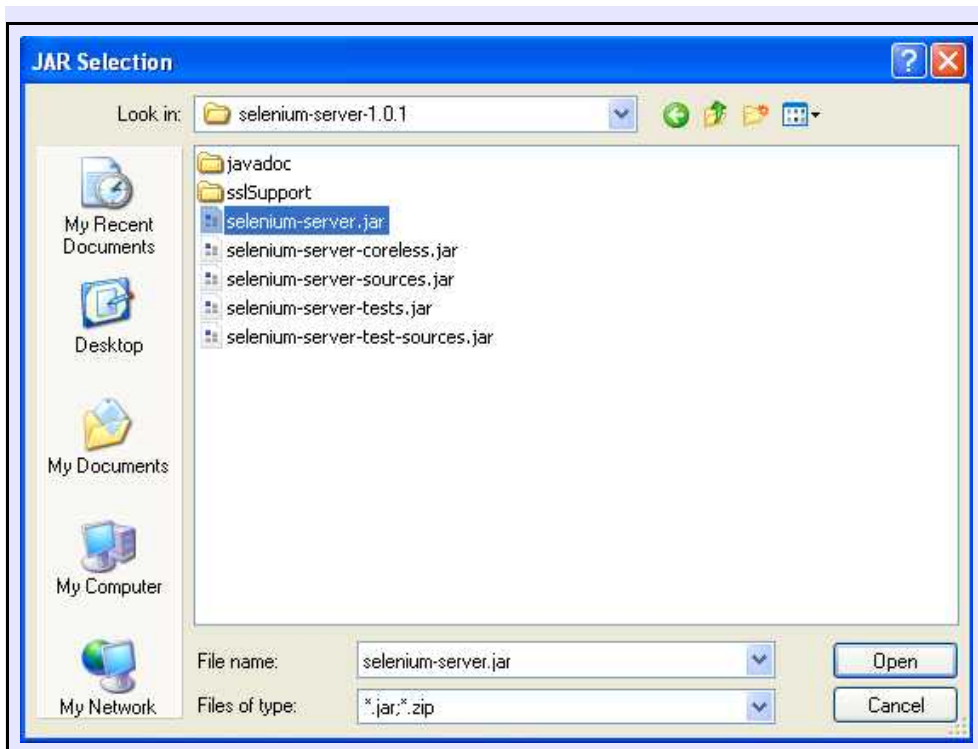 JAR Selection
Look in: selenium-server-1.0.1
javadoc
sslSupport
selenium-server.jar
selenium-server-coreless.jar
selenium-server-sources.jar
selenium-server-tests.jar
selenium-server-test-sources.jar
My Recent
Documents
Desktop
My Documents
My Computer
My Network
File name: selenium-server.jar Open
Files of type: *.jar;*.zip Cancel